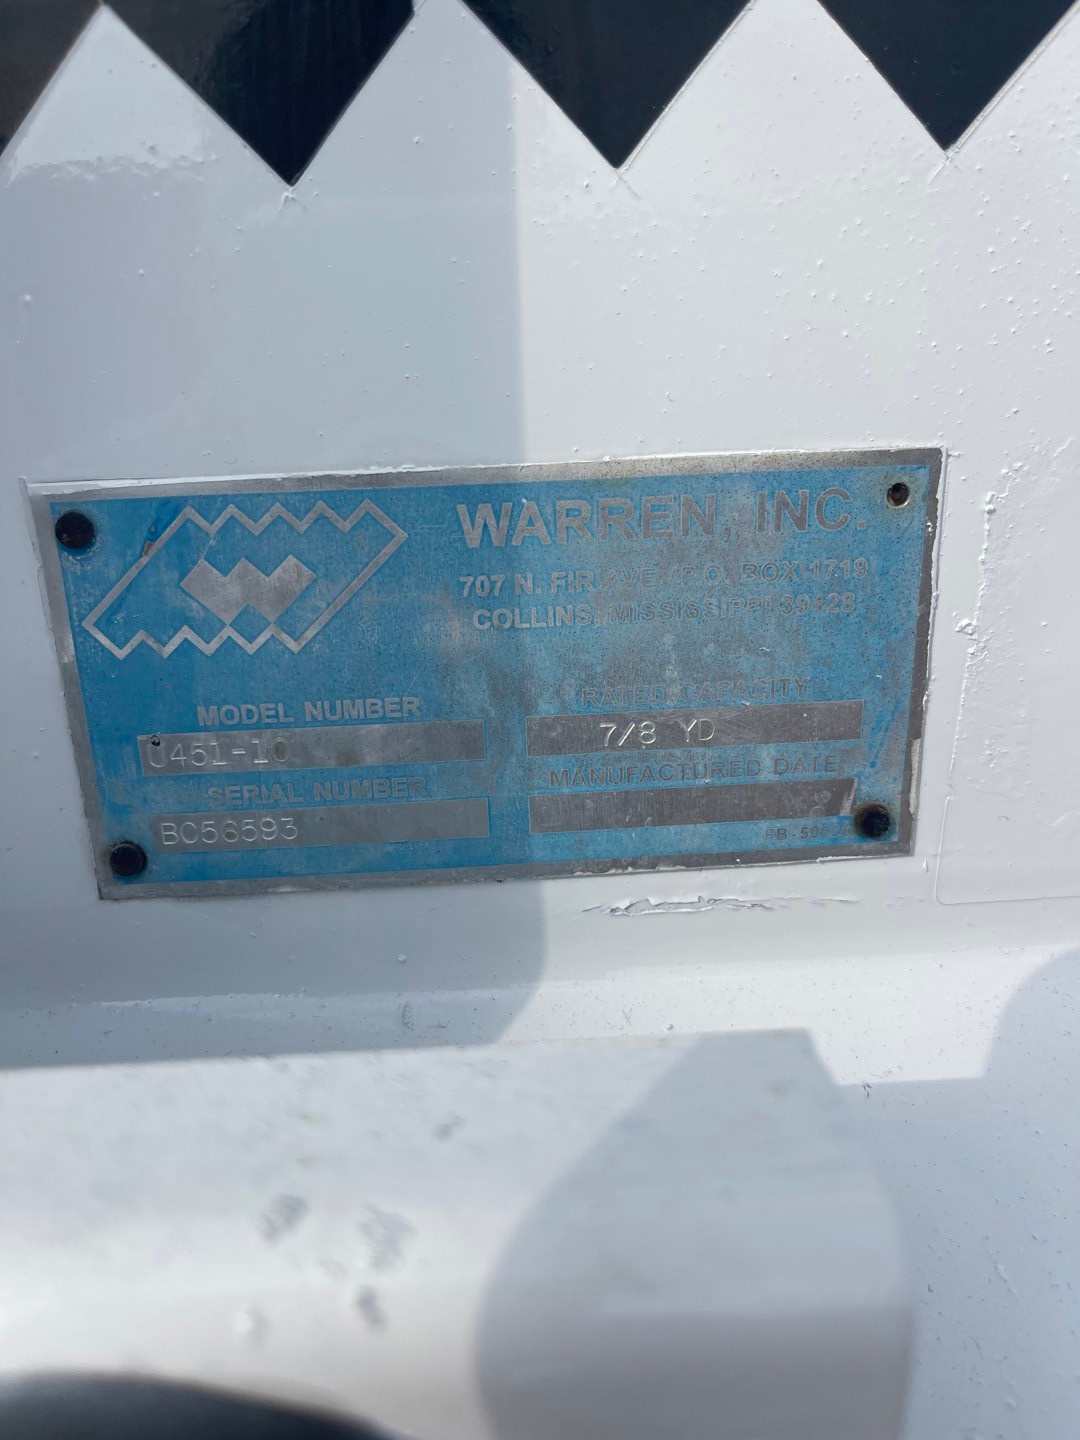 WARREN, INC.
707 N. FIR AVE. P.O. BOX 1719
COLLINS, MISSISSIPPI 39428
MODEL NUMBER
RATED CAPACITY
0451-10
7/8 YD
SERIAL NUMBER
MANUFACTURED DATE
BC56593